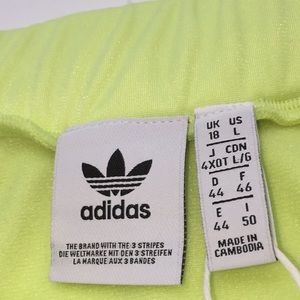 adidas
THE BRAND WITH THE 3 STRIPES
DIE WELTMARKE MIT DEN 3 STREIFEN
LA MARQUE AUX 3 BANDES
UK US
18 L
J CDN
4XOT L/G
D F
44 46
E I
44 50
MADE IN
CAMBODIA